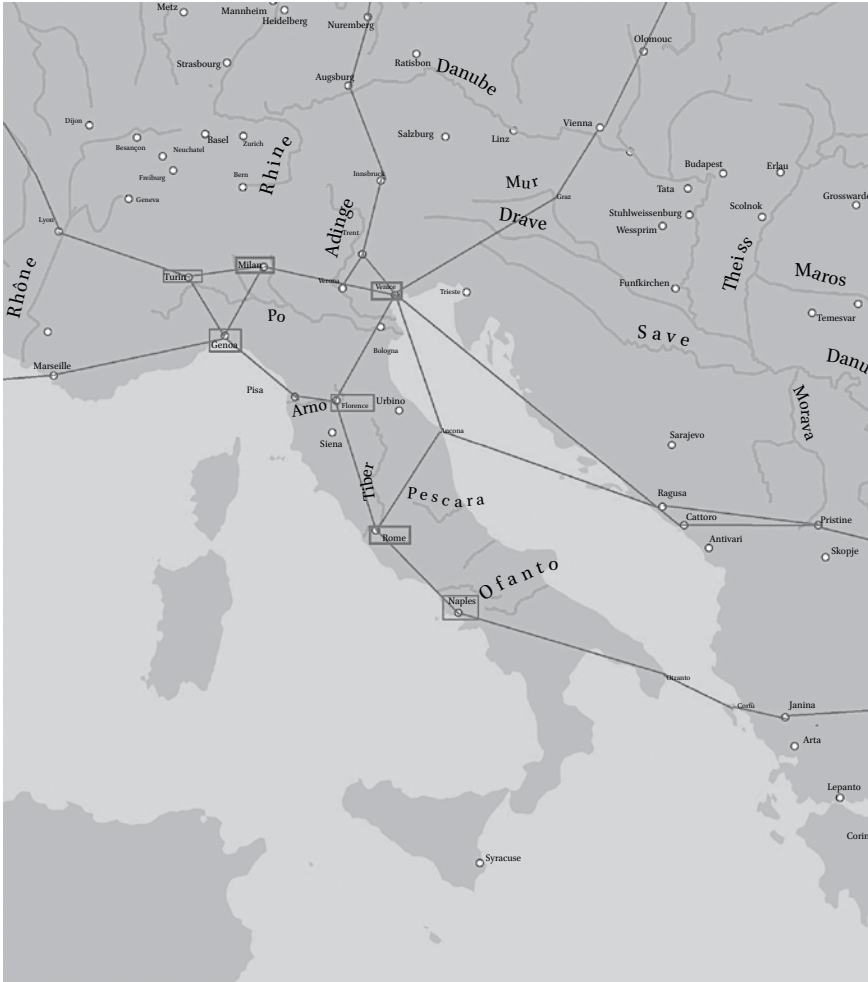 Metz
Mannheim
Heidelberg
Nuremberg
Olomouc
Strasbourg
Ratisbon
Augsburg
Danube
Dijon
Besançon
Basel
Zurich
Neuchatel
Freiburg
Bern
Geneva
Rhine
Salzburg
Linz
Vienna
Innsbruck
Mur
Graz
Drave
Budapest
Erlau
Tata
Grosswarde
Stuhlweissenburg
Scolnok
Wessprim
Lyon
Adinge
Trent
Rhône
Turin
Milan
Verona
Venice
Trieste
Funfkirchen
Theiss
Maros
Temesvar
Po
Genoa
Bologna
Save
Danu
Marseille
Pisa
Arno
Florence
Urbino
Siena
Ancona
Morava
Sarajevo
Tiber
Pescara
Ragusa
Cattoro
Pristine
Antivari
Skopje
Rome
Ofanto
Naples
Otranto
Corfu
Janina
Arta
Lepanto
Corin
Syracuse